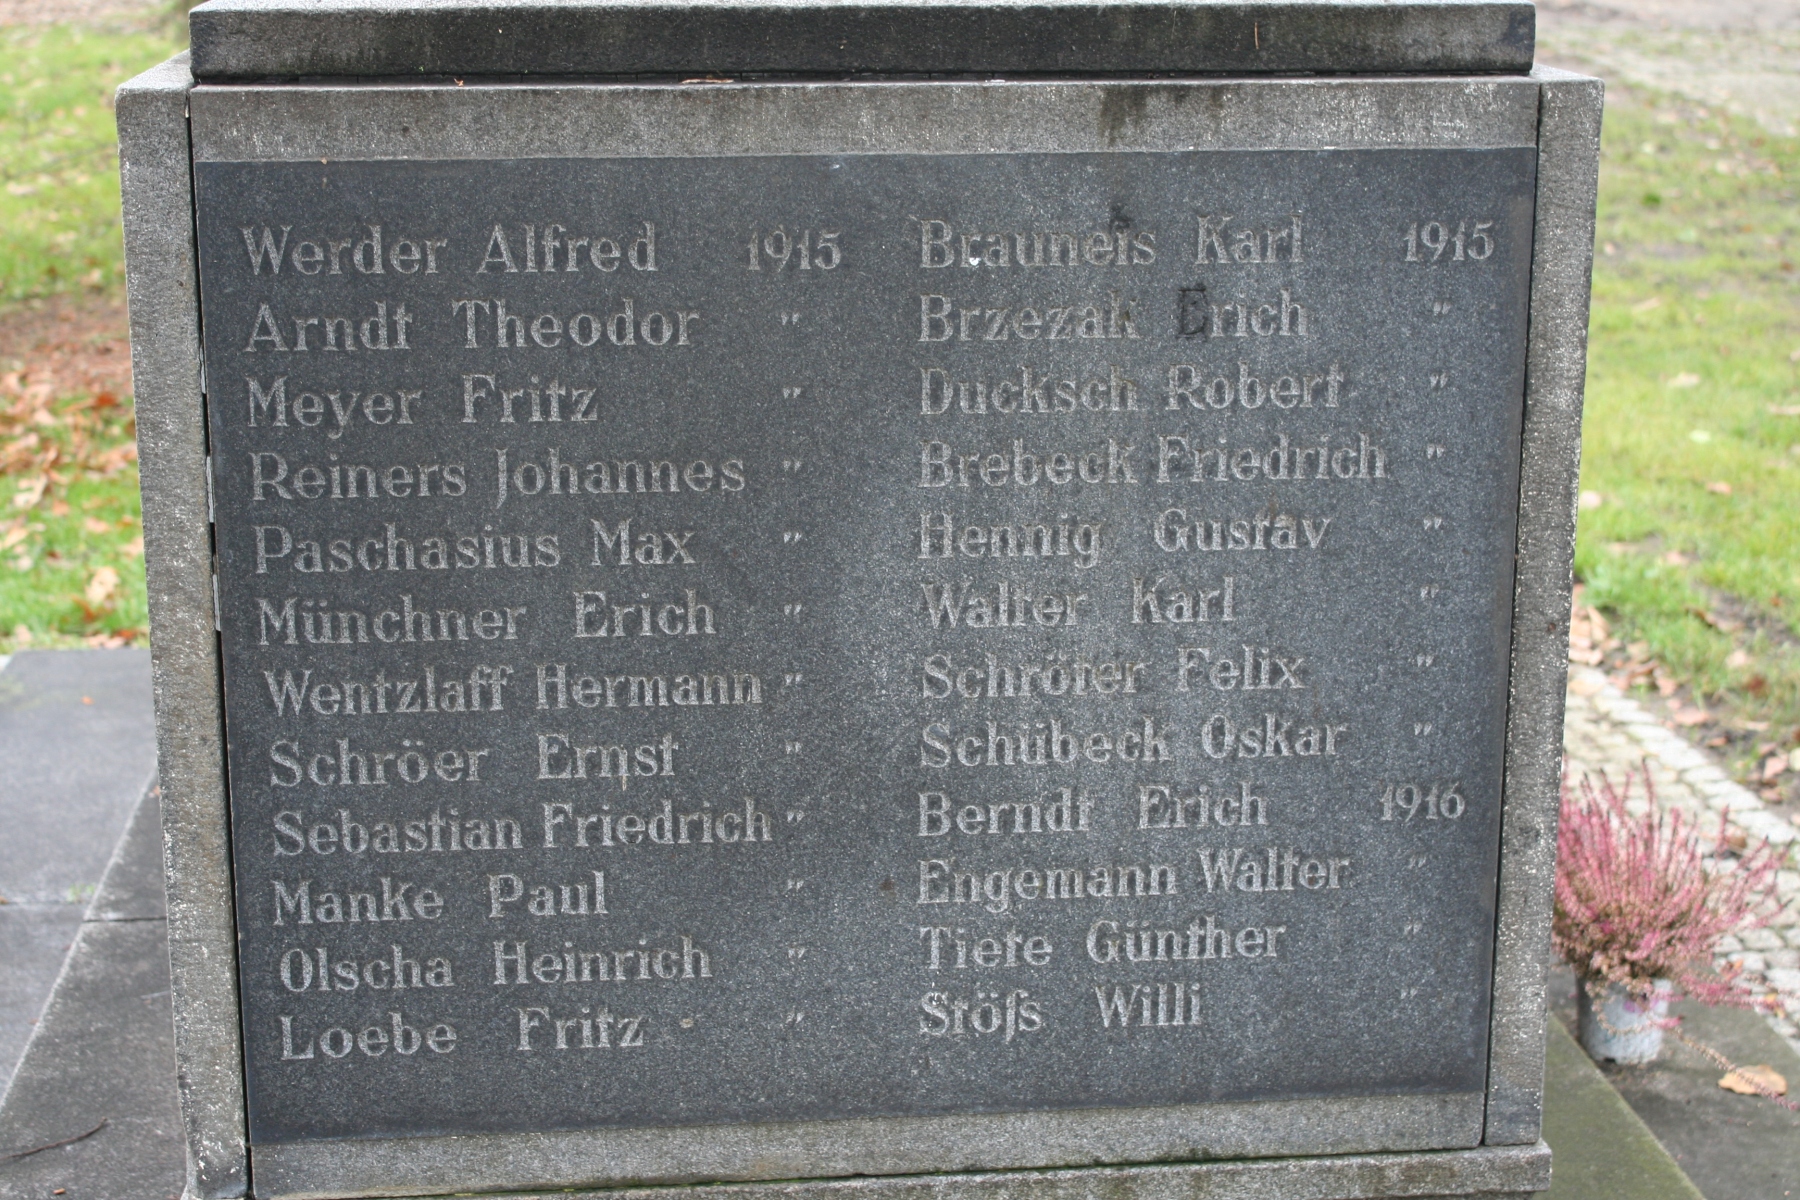 Werder Alfred 1915
Arndt Theodor "
Meyer Fritz "
Reiners Johannes "
Paschasius Max "
Münchner Erich "
Wentzlaff Hermann "
Schröer Ernst "
Sebastian Friedrich "
Manke Paul "
Olscha Heinrich "
Loebe Fritz "
Brauneis Karl 1915
Brzezak Erich "
Ducksch Robert "
Brebeck Friedrich "
Hennig Gustav "
Walter Karl "
Schröter Felix "
Schübeck Oskar "
Berndt Erich 1916
Engemann Walter "
Tiete Günther "
Stöſs Willi "